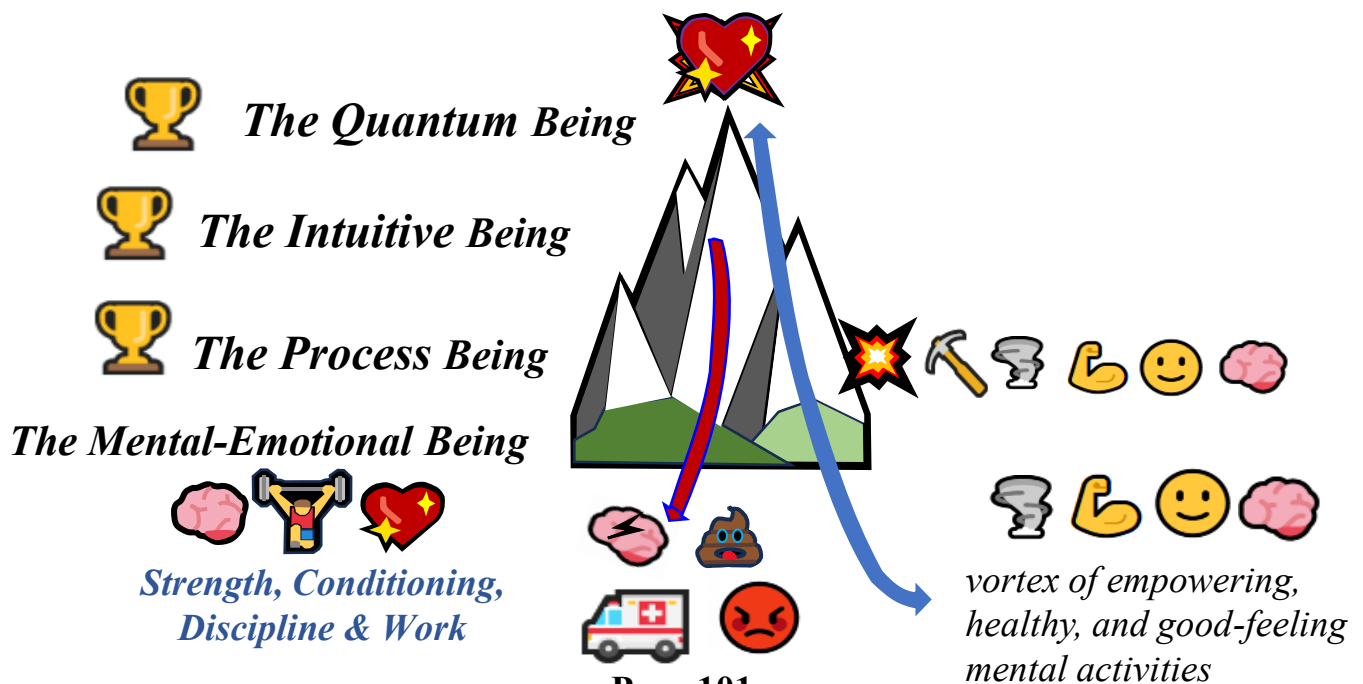 The Quantum Being
The Intuitive Being
The Process Being
The Mental-Emotional Being
Strength, Conditioning,
Discipline & Work
vortex of empowering,
healthy, and good-feeling
mental activities
101